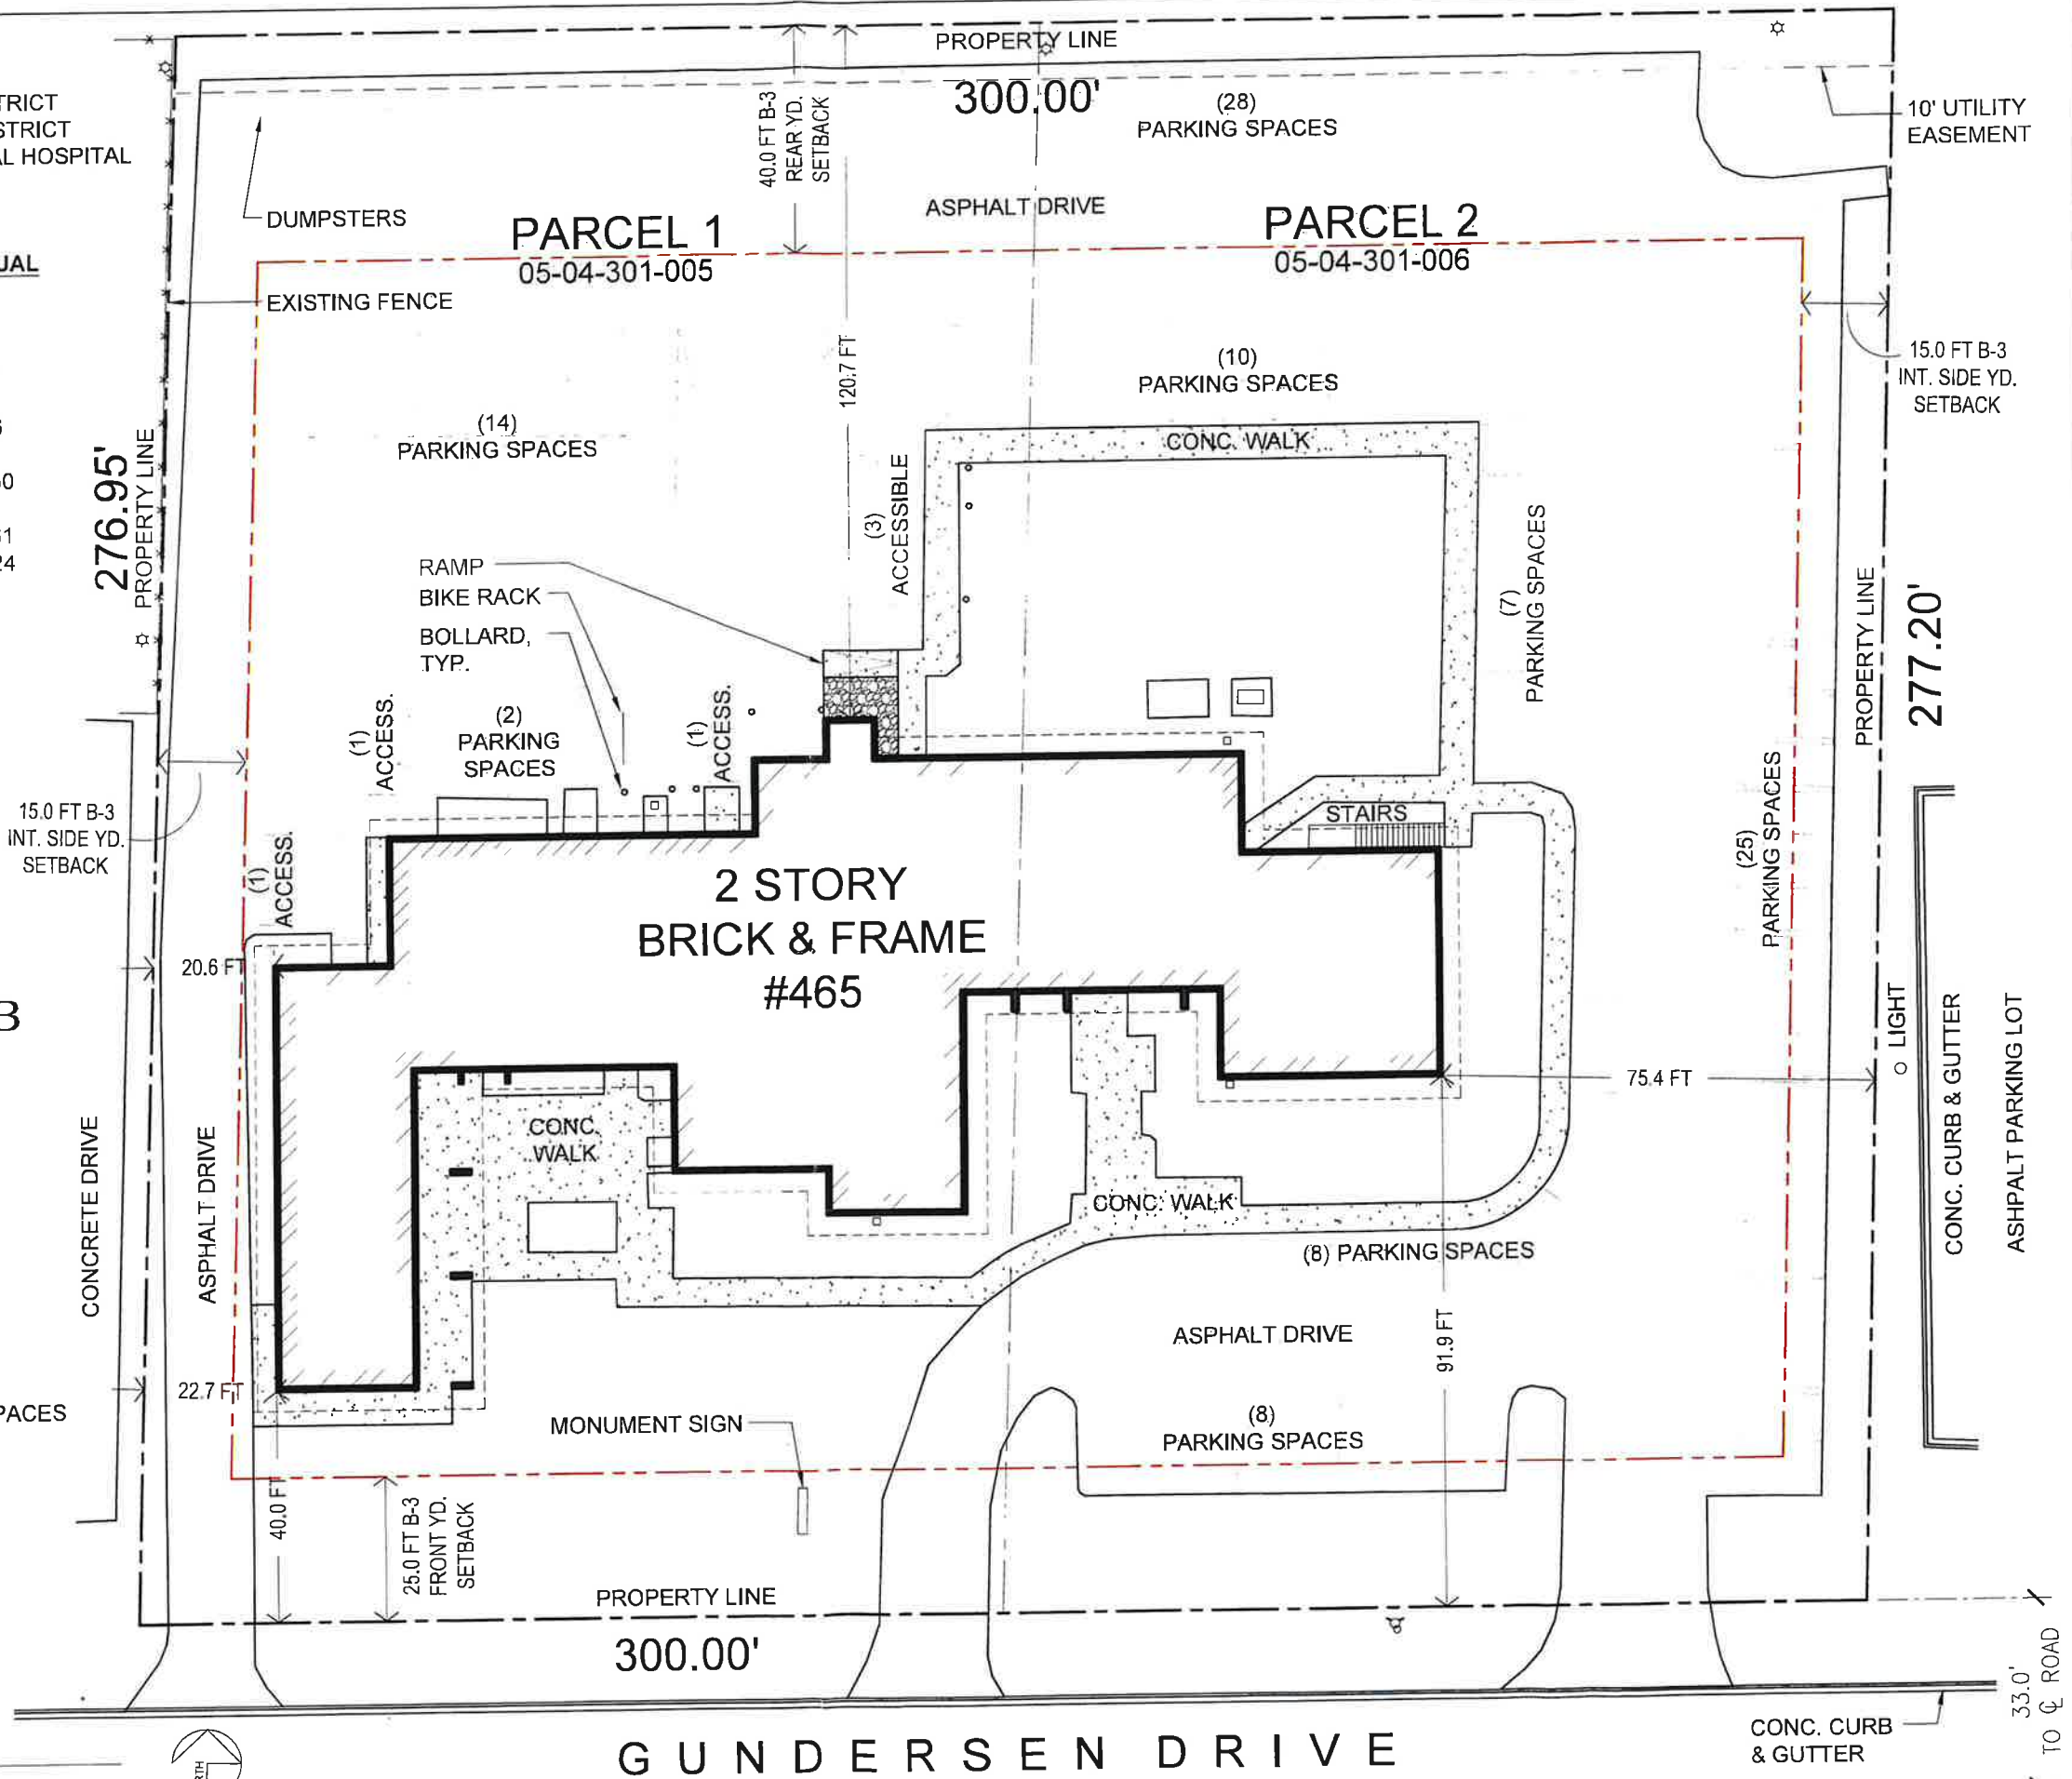 PROPERTY LINE
300.00'
40.0 FT B-3
REAR YD.
SETBACK
(28)
PARKING SPACES
10' UTILITY
EASEMENT
TRICT
STRICT
AL HOSPITAL
DUMPSTERS
ASPHALT DRIVE
PARCEL 1
05-04-301-005
PARCEL 2
05-04-301-006
UAL
EXISTING FENCE
120.7 FT
15.0 FT B-3
INT. SIDE YD.
SETBACK
(10)
PARKING SPACES
(14)
PARKING SPACES
CONC. WALK
276.95'
PROPERTY LINE
24
(3)
ACCESSIBLE
RAMP
BIKE RACK
BOLLARD,
TYP.
(7)
PARKING SPACES
PROPERTY LINE
277.20'
(1)
ACCESS.
(2)
PARKING
SPACES
(1)
ACCESS.
15.0 FT B-3
INT. SIDE YD.
SETBACK
(1)
ACCESS.
STAIRS
(25)
PARKING SPACES
2 STORY
BRICK & FRAME
#465
20.6 FT
B
LIGHT
CONC. CURB & GUTTER
ASHPALT PARKING LOT
75.4 FT
CONCRETE DRIVE
ASPHALT DRIVE
CONC.
WALK
CONC. WALK
(8) PARKING SPACES
ASPHALT DRIVE
91.9 FT
22.7 FT
PACES
MONUMENT SIGN
(8)
PARKING SPACES
40.0 FT
25.0 FT B-3
FRONT YD.
SETBACK
PROPERTY LINE
300.00'
33.0'
TO ℄ ROAD
GUNDERSEN DRIVE
CONC. CURB
& GUTTER